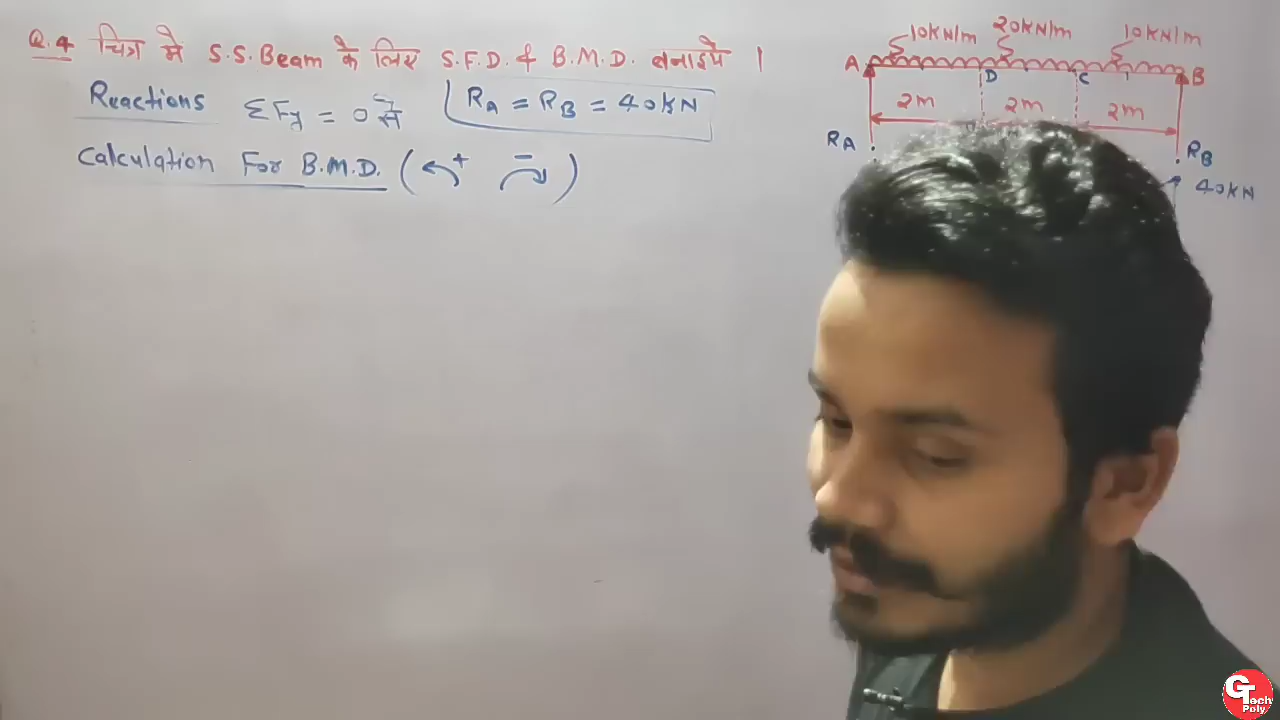 Q.4 चित्र मे S.S.Beam के लिए S.F.D. & B.M.D. बनाइये ।
Reactions ΣFy = 0 से RA = RB = 40kN
Calculation For B.M.D. ( + - )
10kN/m 20kN/m 10kN/m
A D C B
2m 2m 2m
RA RB
40kN
GTech Poly